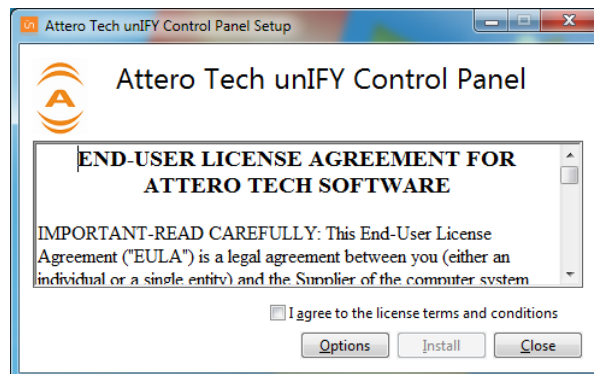 Attero Tech unIFY Control Panel Setup
Attero Tech unIFY Control Panel
END-USER LICENSE AGREEMENT FOR
ATTERO TECH SOFTWARE
IMPORTANT-READ CAREFULLY: This End-User License
Agreement ("EULA") is a legal agreement between you (either an
individual or a single entity) and the Supplier of the computer system
I agree to the license terms and conditions
Options Install Close